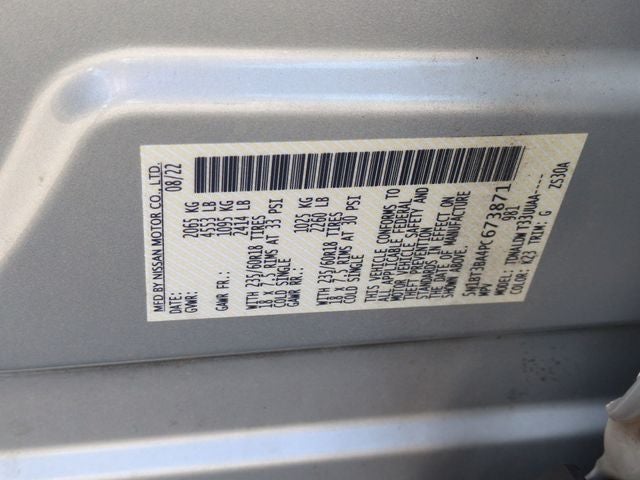 MFD BY NISSAN MOTOR CO., LTD.
DATE: 08/22
GVWR: 2065 KG
4553 LB
GAWR FR.: 1095 KG
2414 LB
WITH 235/60R18 TIRES
18 X 7.5 RIMS AT 33 PSI
COLD SINGLE
GAWR RR.: 1025 KG
2260 LB
WITH 235/60R18 TIRES
18 X 7.5 RIMS AT 30 PSI
COLD SINGLE
THIS VEHICLE CONFORMS TO
ALL APPLICABLE FEDERAL
MOTOR VEHICLE SAFETY AND
THEFT PREVENTION
STANDARDS IN EFFECT ON
THE DATE OF MANUFACTURE
SHOWN ABOVE.
5N1BT3BA4PC673871
MPV 981
MODEL: T33UUAA----
COLOR: TRIM: G ZS30A